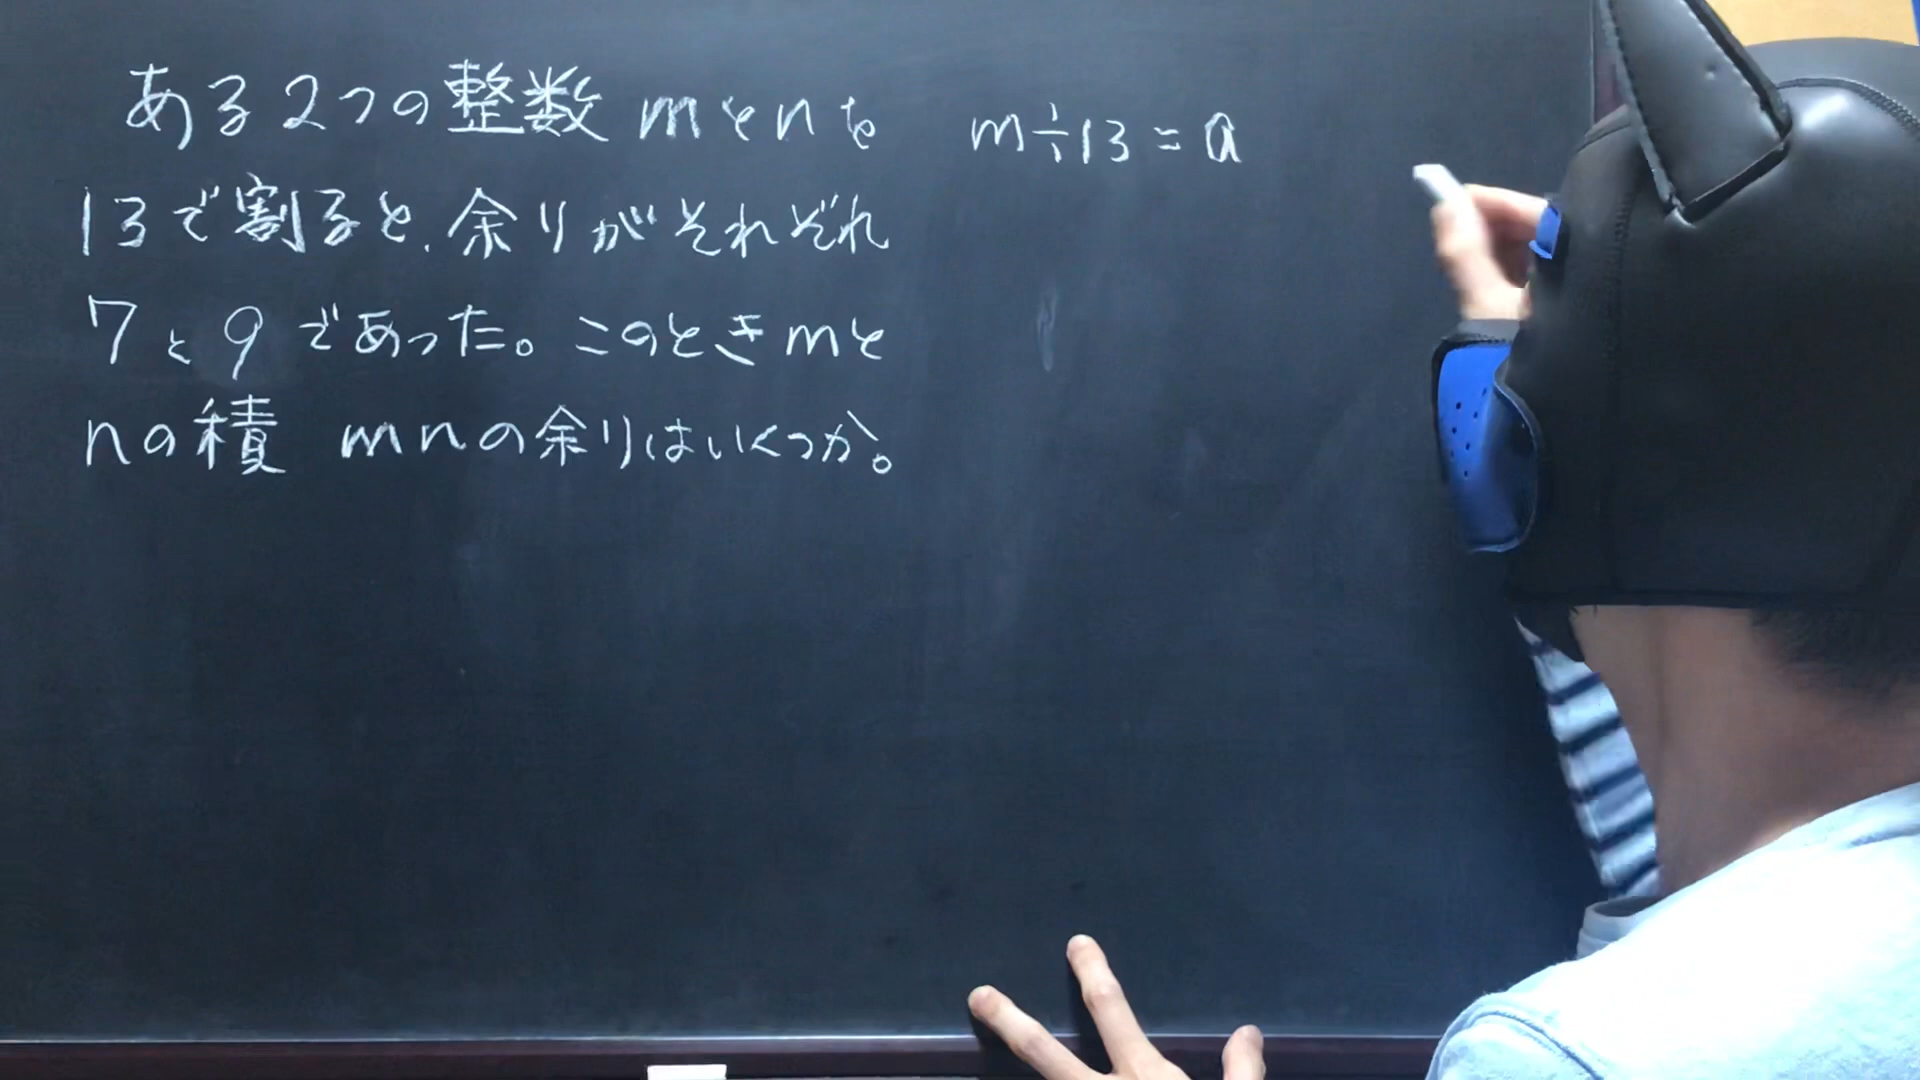 ある2つの整数mとnを
13で割ると、余りがそれぞれ
7と9であった。このときmと
nの積 mnの余りはいくつか。
m÷13=a